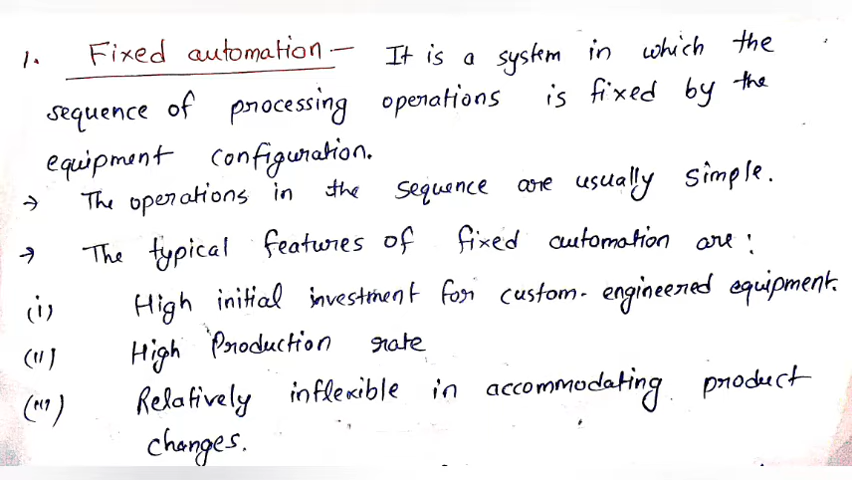 1. Fixed automation - It is a system in which the
sequence of processing operations is fixed by the
equipment configuration.
→ The operations in the sequence are usually simple.
→ The typical features of fixed automation are:
(i) High initial investment for custom-engineered equipment.
(ii) High Production rate
(iii) Relatively inflexible in accommodating product
changes.